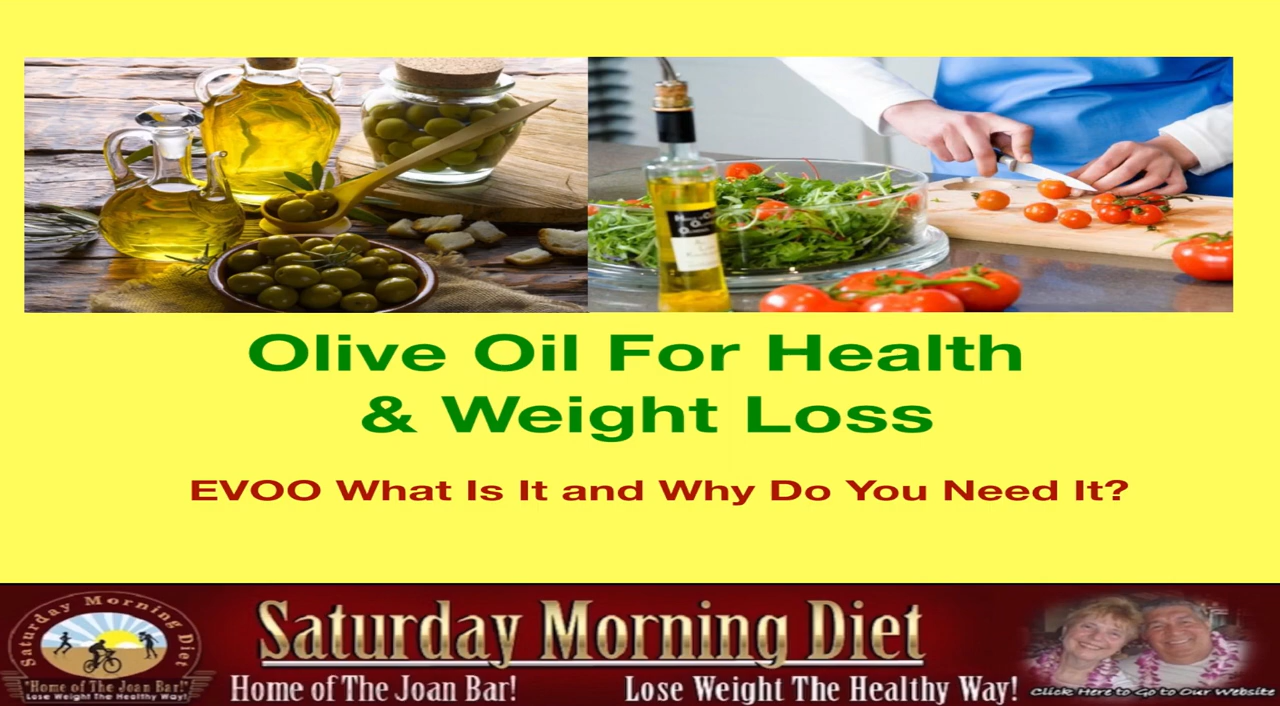 Olive Oil For Health
& Weight Loss
EVOO What Is It and Why Do You Need It?
Saturday Morning Diet
"Home of The Joan Bar!"
Lose Weight The Healthy Way!
Saturday Morning Diet
Home of The Joan Bar!
Lose Weight The Healthy Way!
Click Here to Go to Our Website